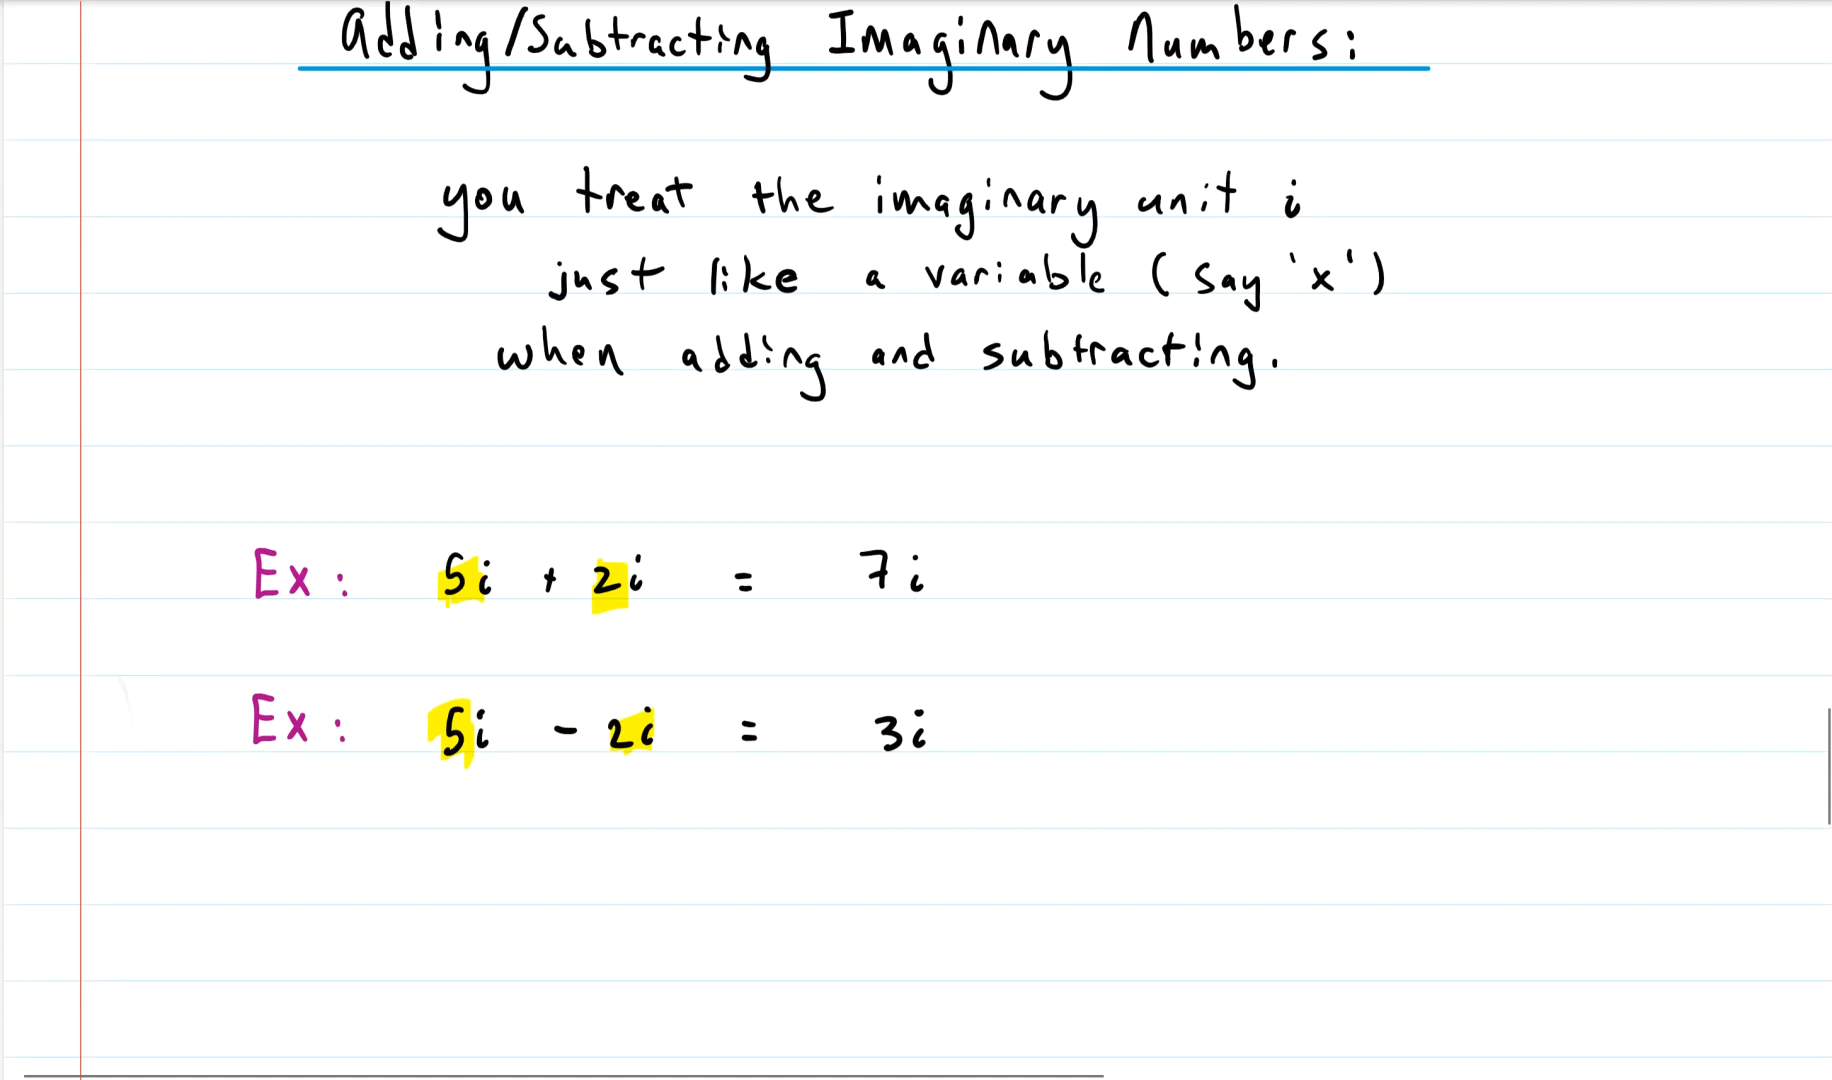 Adding/Subtracting Imaginary Numbers:
you treat the imaginary unit i
just like a variable (say 'x')
when adding and subtracting.
Ex: 5i + 2i = 7i
Ex: 5i - 2i = 3i